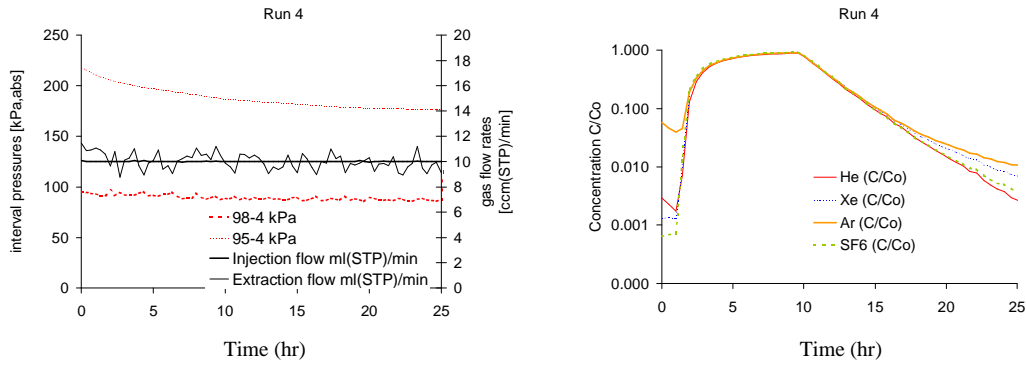 Run 4
interval pressures [kPa,abs]
250
200
150
100
50
0
20
18
16
14
12
10
8
6
4
2
0
gas flow rates
[ccm(STP)/min]
98-4 kPa
95-4 kPa
Injection flow ml(STP)/min
Extraction flow ml(STP)/min
0 5 10 15 20 25
Time (hr)
Run 4
Concentration C/Co
1.000
0.100
0.010
0.001
0.000
He (C/Co)
Xe (C/Co)
Ar (C/Co)
SF6 (C/Co)
0 5 10 15 20 25
Time (hr)